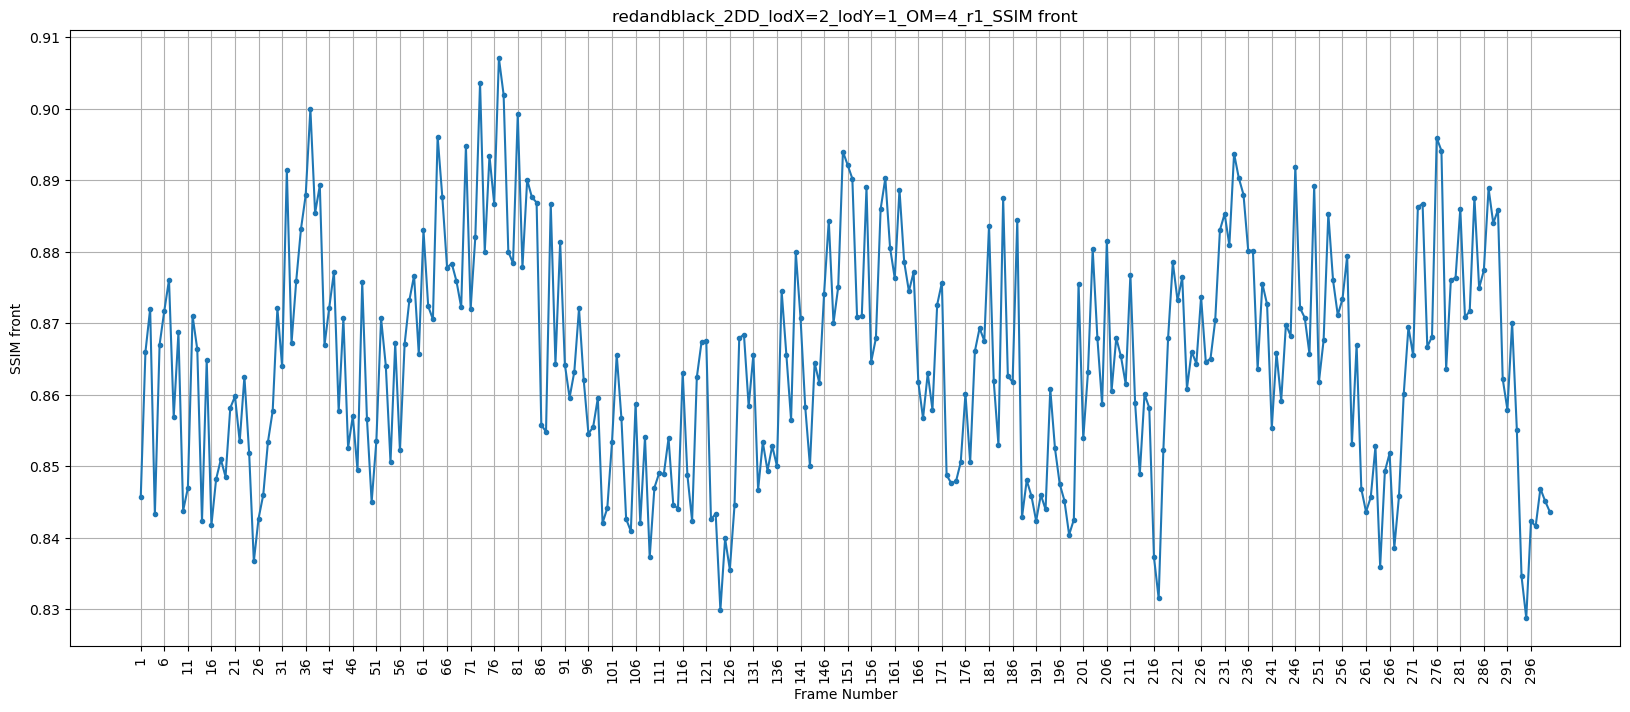 redandblack_2DD_lodX=2_lodY=1_OM=4_r1_SSIM front
0.91
0.90
0.89
0.88
0.87
0.86
0.85
0.84
0.83
SSIM front
1 6 11 16 21 26 31 36 41 46 51 56 61 66 71 76 81 86 91 96 101 106 111 116 121 126 131 136 141 146 151 156 161 166 171 176 181 186 191 196 201 206 211 216 221 226 231 236 241 246 251 256 261 266 271 276 281 286 291 296
Frame Number